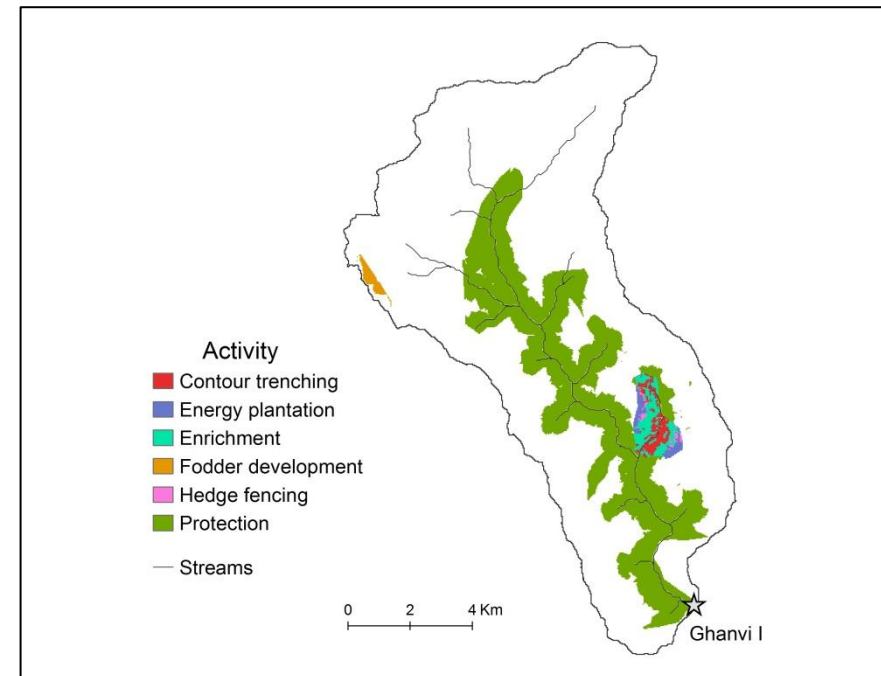 Activity
Contour trenching
Energy plantation
Enrichment
Fodder development
Hedge fencing
Protection
Streams
0 2 4 Km
Ghanvi I